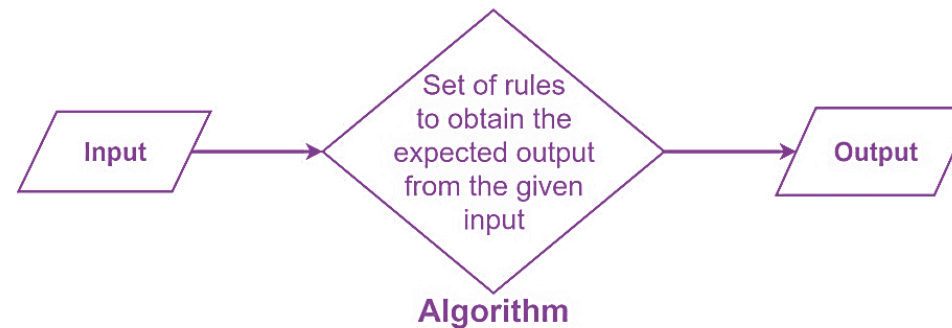 Input
Set of rules
to obtain the
expected output
from the given
input
Output
Algorithm